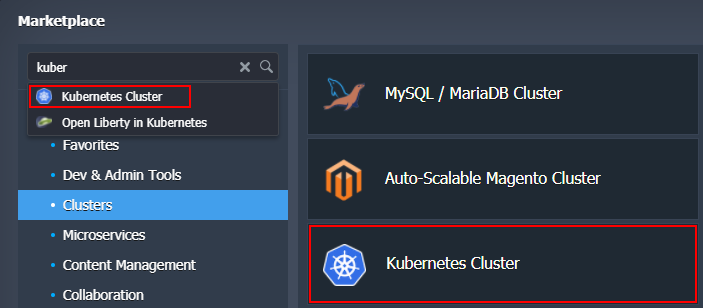 Marketplace
kuber
Kubernetes Cluster
Open Liberty in Kubernetes
Favorites
Dev & Admin Tools
Clusters
Microservices
Content Management
Collaboration
MySQL / MariaDB Cluster
Auto-Scalable Magento Cluster
Kubernetes Cluster